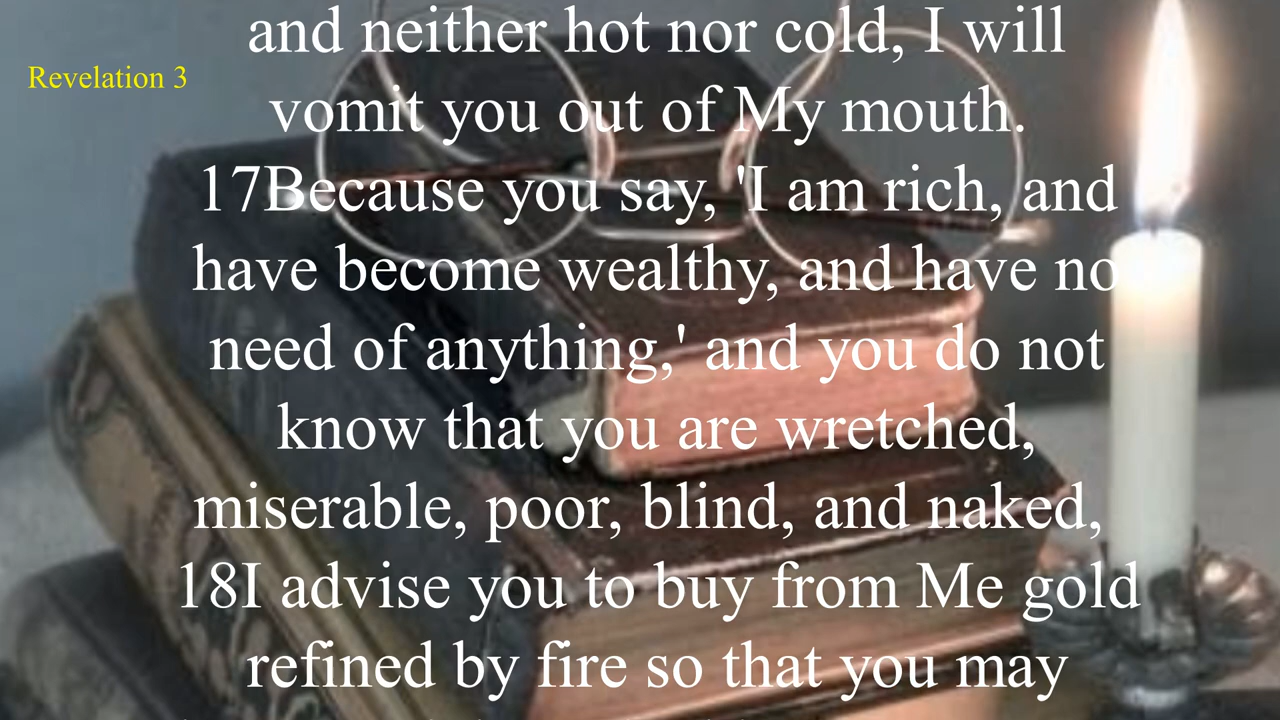 and neither hot nor cold, I will
Revelation 3
vomit you out of My mouth.
17Because you say, 'I am rich, and
have become wealthy, and have no
need of anything,' and you do not
know that you are wretched,
miserable, poor, blind, and naked,
18I advise you to buy from Me gold
refined by fire so that you may